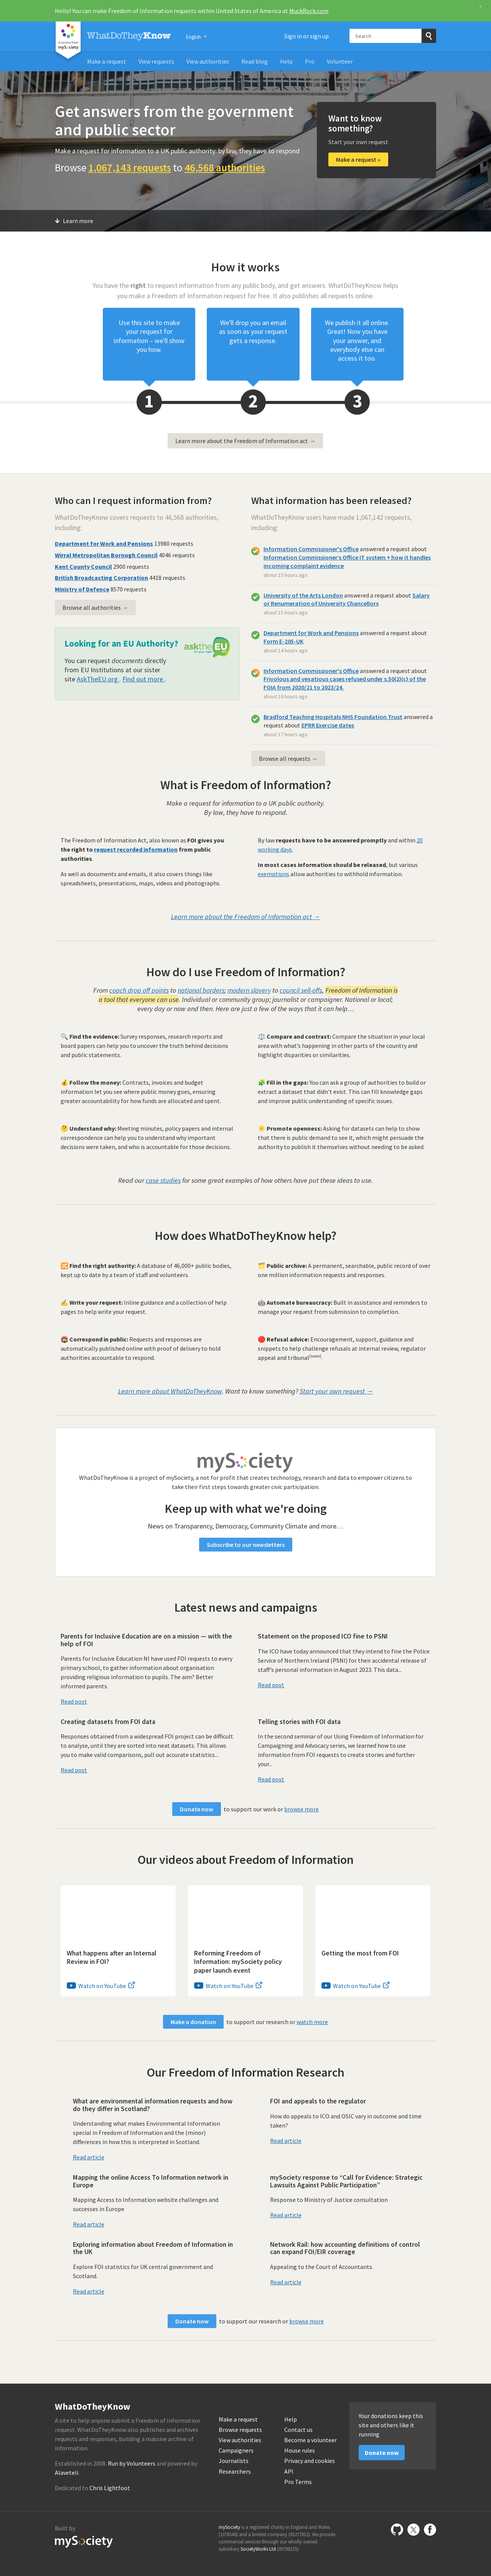 Hello! You can make Freedom of Information requests within United States of America at MuckRock.com
×
mySociety
WhatDoTheyKnow
English
Sign in or sign up
Search
Make a request
View requests
View authorities
Read blog
Help
Pro
Volunteer
Get answers from the government
and public sector
Make a request for information to a UK public authority: by law, they have to respond
Browse 1,067,143 requests to 46,568 authorities
Want to know
something?
Start your own request
Make a request »
Learn more
How it works
You have the right to request information from any public body, and get answers. WhatDoTheyKnow helps
you make a Freedom of Information request for free. It also publishes all requests online.
Use this site to make
your request for
information – we'll show
you how.
We'll drop you an email
as soon as your request
gets a response.
We publish it all online.
Great! Now you have
your answer, and
everybody else can
access it too.
1
2
3
Learn more about the Freedom of Information act →
Who can I request information from?
WhatDoTheyKnow covers requests to 46,568 authorities,
including:
Department for Work and Pensions 13980 requests
Wirral Metropolitan Borough Council 4046 requests
Kent County Council 2900 requests
British Broadcasting Corporation 4418 requests
Ministry of Defence 8570 requests
Browse all authorities →
Looking for an EU Authority?
You can request documents directly
from EU Institutions at our sister
site AskTheEU.org . Find out more .
asktheEU
What information has been released?
WhatDoTheyKnow users have made 1,067,142 requests,
including:
Information Commissioner's Office answered a request about
Information Commissioner's Office IT system + how it handles
incoming complaint evidence
about 15 hours ago
University of the Arts London answered a request about Salary
or Renumeration of University Chancellors
about 15 hours ago
Department for Work and Pensions answered a request about
Form E-205-UK
about 14 hours ago
Information Commissioner's Office answered a request about
Frivolous and vexatious cases refused under s.50(2)(c) of the
FOIA from 2020/21 to 2023/24.
about 16 hours ago
Bradford Teaching Hospitals NHS Foundation Trust answered a
request about EPRR Exercise dates
about 17 hours ago
Browse all requests →
What is Freedom of Information?
Make a request for information to a UK public authority.
By law, they have to respond.
The Freedom of Information Act, also known as FOI gives you
the right to request recorded information from public
authorities.
As well as documents and emails, it also covers things like
spreadsheets, presentations, maps, videos and photographs.
By law requests have to be answered promptly and within 20
working days.
In most cases information should be released, but various
exemptions allow authorities to withhold information.
Learn more about the Freedom of Information act →
How do I use Freedom of Information?
From coach drop off points to national borders; modern slavery to council sell-offs, Freedom of Information is
a tool that everyone can use. Individual or community group; journalist or campaigner. National or local;
every day or now and then. Here are just a few of the ways that it can help…
🔍 Find the evidence: Survey responses, research reports and
board papers can help you to uncover the truth behind decisions
and public statements.
⚖️ Compare and contrast: Compare the situation in your local
area with what's happening in other parts of the country and
highlight disparities or similarities.
💰 Follow the money: Contracts, invoices and budget
information let you see where public money goes, ensuring
greater accountability for how funds are allocated and spent.
🧩 Fill in the gaps: You can ask a group of authorities to build or
extract a dataset that didn't exist. This can fill knowledge gaps
and improve public understanding of specific issues.
🤔 Understand why: Meeting minutes, policy papers and internal
correspondence can help you to understand why important
decisions were taken, and who is accountable for those decisions.
☀️ Promote openness: Asking for datasets can help to show
that there is public demand to see it, which might persuade the
authority to publish it themselves without needing to be asked.
Read our case studies for some great examples of how others have put these ideas to use.
How does WhatDoTheyKnow help?
🔀 Find the right authority: A database of 46,000+ public bodies,
kept up to date by a team of staff and volunteers.
🗂️ Public archive: A permanent, searchable, public record of over
one million information requests and responses.
✍️ Write your request: Inline guidance and a collection of help
pages to help write your request.
🤖 Automate bureaucracy: Built in assistance and reminders to
manage your request from submission to completion.
📮 Correspond in public: Requests and responses are
automatically published online with proof of delivery to hold
authorities accountable to respond.
🛑 Refusal advice: Encouragement, support, guidance and
snippets to help challenge refusals at internal review, regulator
appeal and tribunal
Learn more about WhatDoTheyKnow. Want to know something? Start your own request →
mySociety
WhatDoTheyKnow is a project of mySociety, a not for profit that creates technology, research and data to empower citizens to
take their first steps towards greater civic participation.
Keep up with what we're doing
News on Transparency, Democracy, Community Climate and more…
Subscribe to our newsletters
Latest news and campaigns
Parents for Inclusive Education are on a mission — with the
help of FOI
Parents for Inclusive Education NI have used FOI requests to every
primary school, to gather information about organisation
providing religious information to pupils. The aim? Better
informed parents.
Read post
Statement on the proposed ICO fine to PSNI
The ICO have today announced that they intend to fine the Police
Service of Northern Ireland (PSNI) for their accidental release of
staff's personal information in August 2023. This data...
Read post
Creating datasets from FOI data
Responses obtained from a widespread FOI project can be difficult
to analyse, until they are sorted into neat datasets. This allows
you to make valid comparisons, pull out accurate statistics...
Read post
Telling stories with FOI data
In the second seminar of our Using Freedom of Information for
Campaigning and Advocacy series, we learned how to use
information from FOI requests to create stories and further
your...
Read post
Donate now to support our work or browse more
Our videos about Freedom of Information
What happens after an Internal
Review in FOI?
Watch on YouTube
Reforming Freedom of
Information: mySociety policy
paper launch event
Watch on YouTube
Getting the most from FOI
Watch on YouTube
Make a donation to support our research or watch more
Our Freedom of Information Research
What are environmental information requests and how
do they differ in Scotland?
Understanding what makes Environmental Information
special in Freedom of Information and the (minor)
differences in how this is interpreted in Scotland.
Read article
FOI and appeals to the regulator
How do appeals to ICO and OSIC vary in outcome and time
taken?
Read article
Mapping the online Access To Information network in
Europe
Mapping Access to Information website challenges and
successes in Europe
Read article
mySociety response to “Call for Evidence: Strategic
Lawsuits Against Public Participation”
Response to Ministry of Justice consultation
Read article
Exploring information about Freedom of Information in
the UK
Explore FOI statistics for UK central government and
Scotland.
Read article
Network Rail: how accounting definitions of control
can expand FOI/EIR coverage
Appealing to the Court of Accountants.
Read article
Donate now to support our research or browse more
WhatDoTheyKnow
A site to help anyone submit a Freedom of Information
request. WhatDoTheyKnow also publishes and archives
requests and responses, building a massive archive of
information.
Established in 2008. Run by Volunteers and powered by
Alaveteli.
Dedicated to Chris Lightfoot.
Make a request
Browse requests
View authorities
Campaigners
Journalists
Researchers
Help
Contact us
Become a volunteer
House rules
Privacy and cookies
API
Pro Terms
Your donations keep this
site and others like it
running
Donate now
Built by
mySociety
mySociety is a registered charity in England and Wales
(1076346) and a limited company (03277032). We provide
commercial services through our wholly owned
subsidiary SocietyWorks Ltd (05798215).